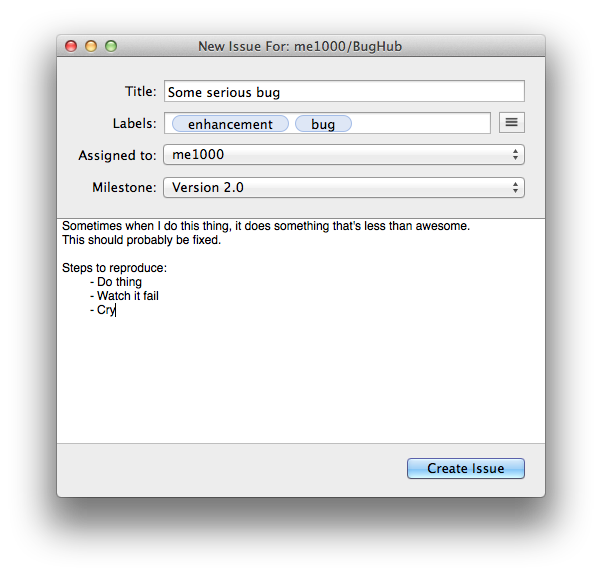 New Issue For: me1000/BugHub
Title: Some serious bug
Labels: enhancement bug
Assigned to: me1000
Milestone: Version 2.0
Sometimes when I do this thing, it does something that's less than awesome.
This should probably be fixed.
Steps to reproduce:
- Do thing
- Watch it fail
- Cry
Create Issue